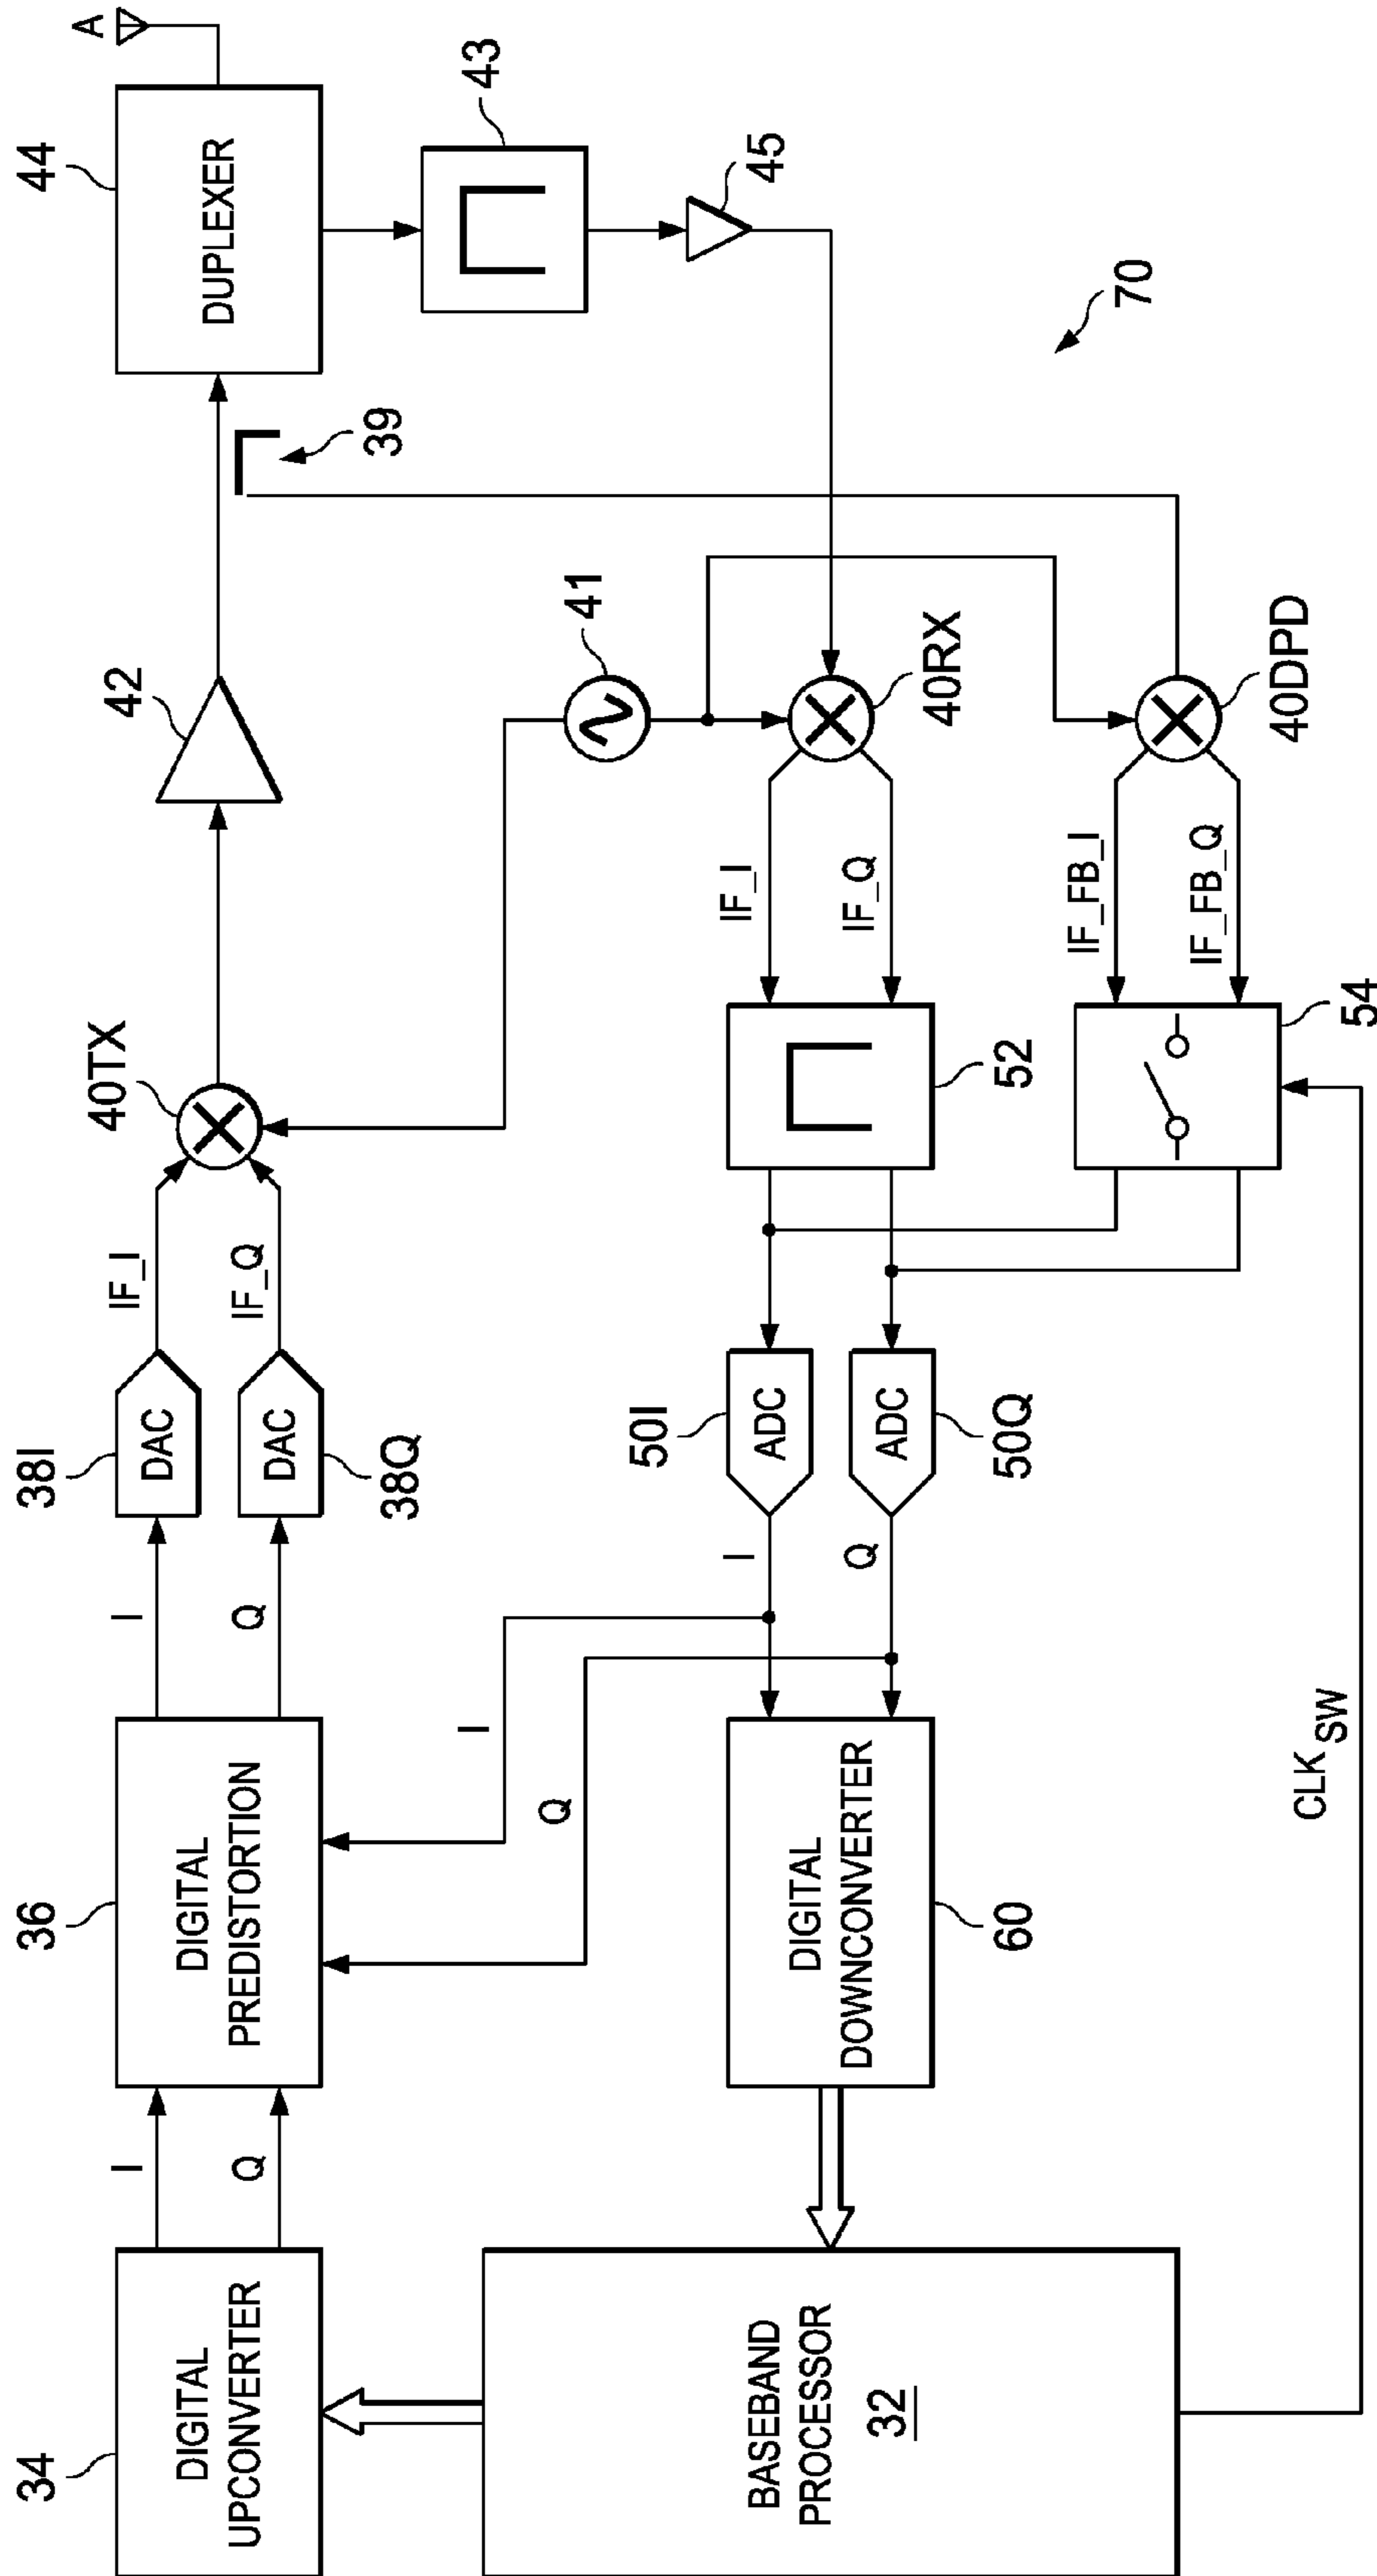 34
DIGITAL
UPCONVERTER
I
Q
36
DIGITAL
PREDISTORTION
I
Q
38I
DAC
DAC
38Q
IF_I
IF_Q
40TX
42
39
44
DUPLEXER
A
43
45
41
40RX
70
IF_I
IF_Q
52
50I
ADC
ADC
50Q
I
Q
I
Q
DIGITAL
DOWNCONVERTER
60
BASEBAND
PROCESSOR
32
40DPD
IF_FB_I
IF_FB_Q
54
CLKSW